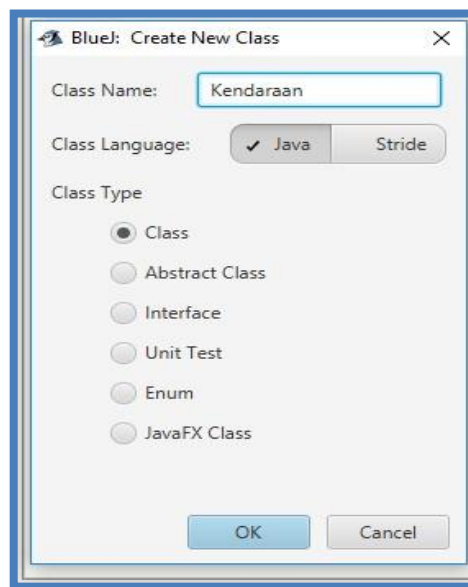 BlueJ: Create New Class
Class Name: Kendaraan
Class Language: Java Stride
Class Type
Class
Abstract Class
Interface
Unit Test
Enum
JavaFX Class
OK Cancel